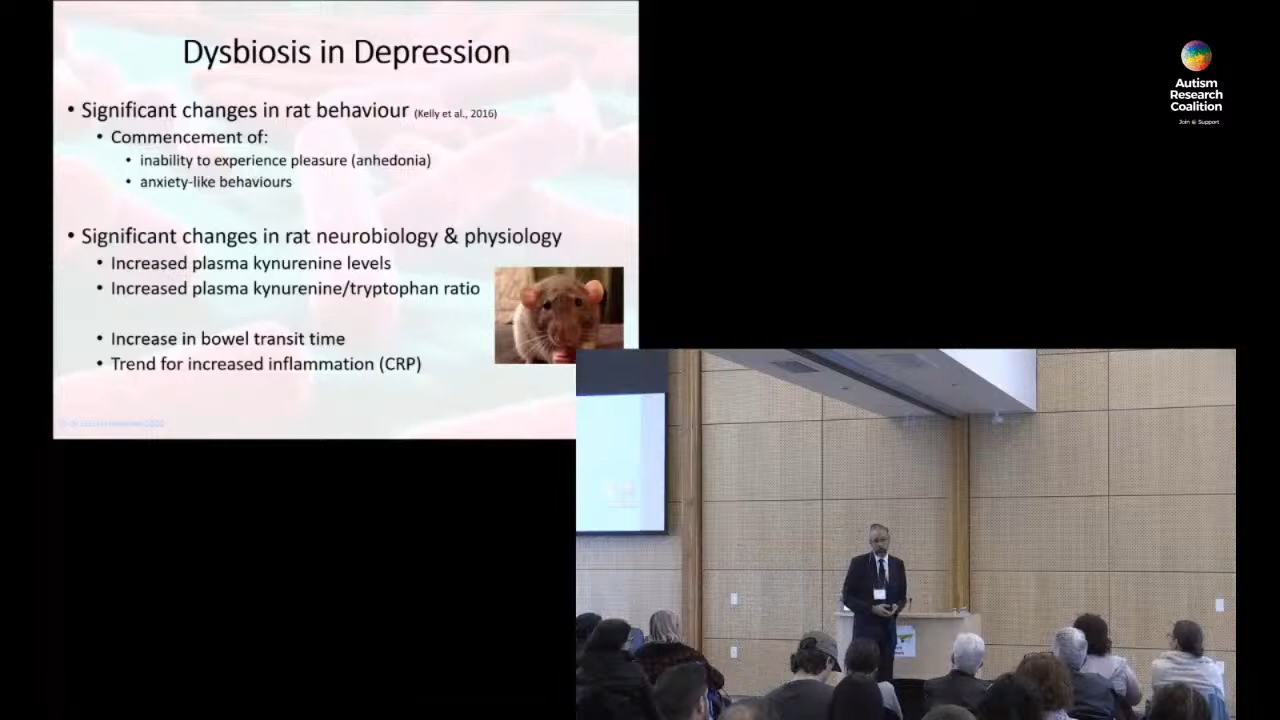 Dysbiosis in Depression
• Significant changes in rat behaviour (Kelly et al., 2016)
• Commencement of:
• inability to experience pleasure (anhedonia)
• anxiety-like behaviours
• Significant changes in rat neurobiology & physiology
• Increased plasma kynurenine levels
• Increased plasma kynurenine/tryptophan ratio
• Increase in bowel transit time
• Trend for increased inflammation (CRP)
Autism
Research
Coalition
Join Support